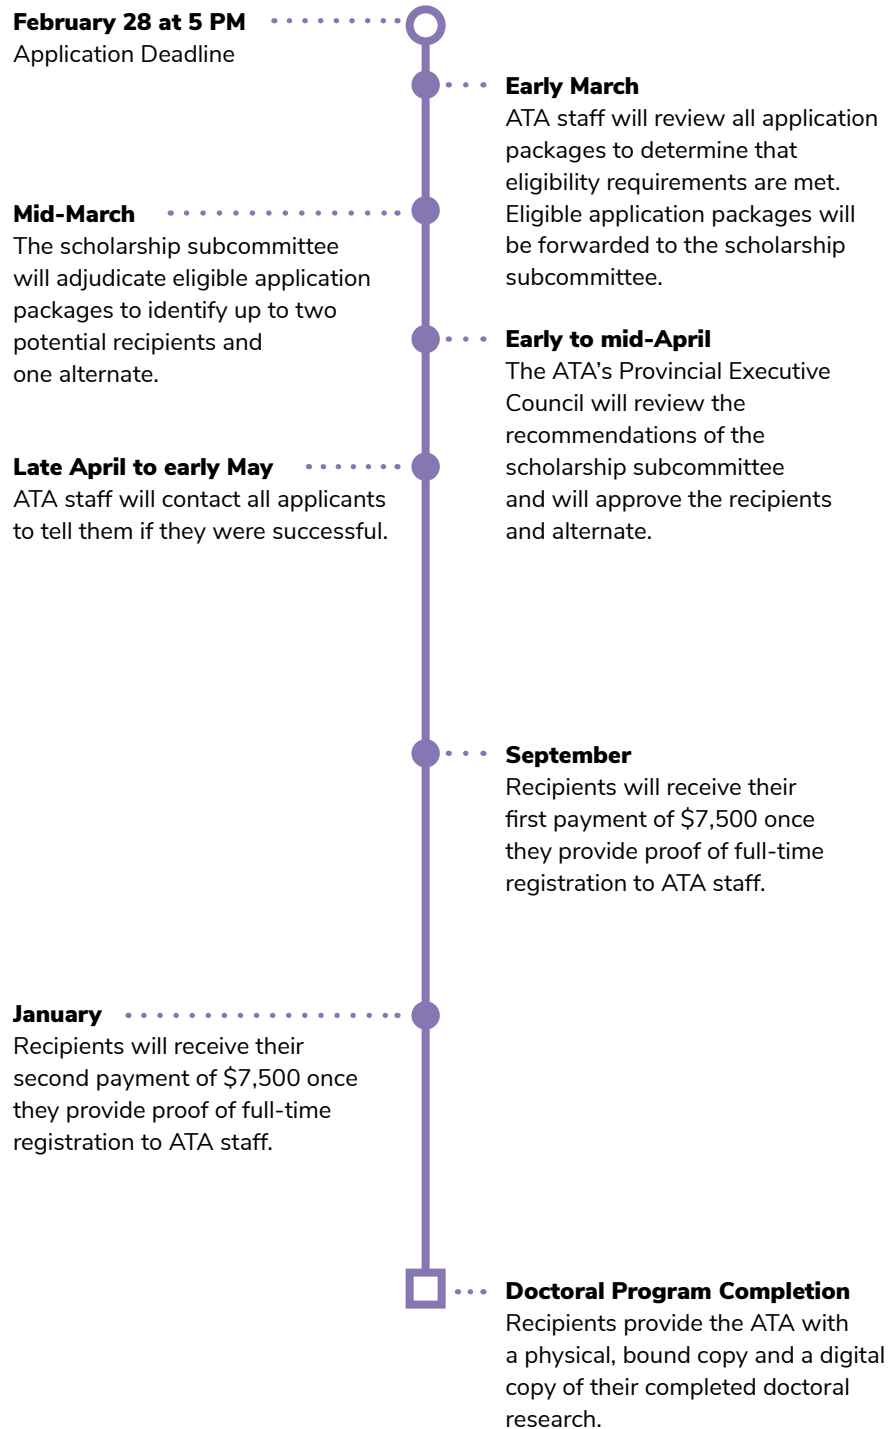 February 28 at 5 PM
Application Deadline
Early March
ATA staff will review all application
packages to determine that
eligibility requirements are met.
Eligible application packages will
be forwarded to the scholarship
subcommittee.
Mid-March
The scholarship subcommittee
will adjudicate eligible application
packages to identify up to two
potential recipients and
one alternate.
Early to mid-April
The ATA’s Provincial Executive
Council will review the
recommendations of the
scholarship subcommittee
and will approve the recipients
and alternate.
Late April to early May
ATA staff will contact all applicants
to tell them if they were successful.
September
Recipients will receive their
first payment of $7,500 once
they provide proof of full-time
registration to ATA staff.
January
Recipients will receive their
second payment of $7,500 once
they provide proof of full-time
registration to ATA staff.
Doctoral Program Completion
Recipients provide the ATA with
a physical, bound copy and a digital
copy of their completed doctoral
research.